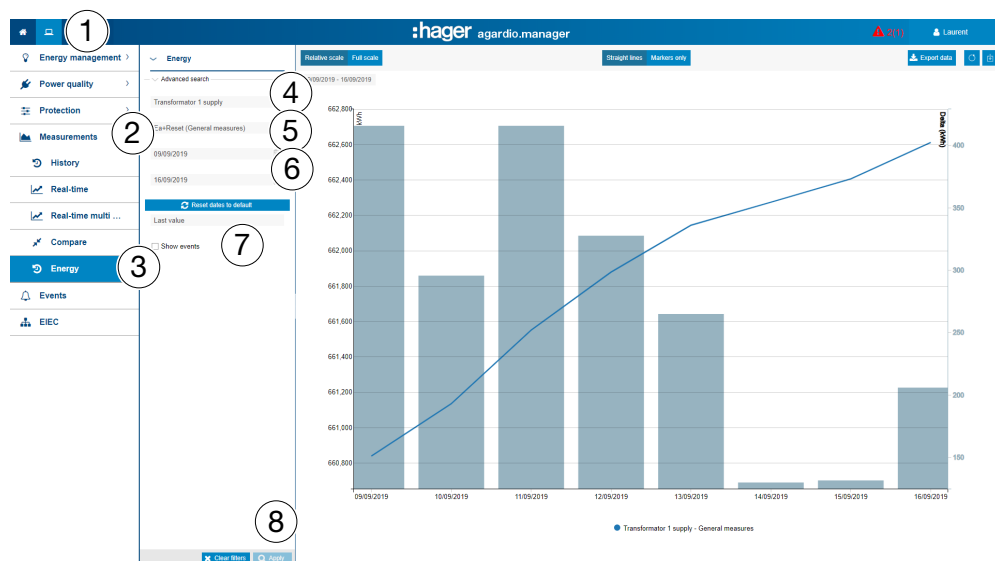 1
:hager agardio.manager
Laurent
Energy management
Power quality
Protection
Measurements
History
Real-time
Real-time multi ...
Compare
Energy
Events
EIEC
2
3
Energy
Advanced search
Transformator 1 supply
4
Ea+Reset (General measures)
5
09/09/2019
6
16/09/2019
Reset dates to default
Last value
Show events
7
8
Clear filters
Apply
Relative scale Full scale
Straight lines Markers only
Export data
09/09/2019 - 16/09/2019
kWh
Delta (kWh)
662,800
662,600
662,400
662,200
662,000
661,800
661,600
661,400
661,200
661,000
660,800
400
350
300
250
200
150
09/09/2019 10/09/2019 11/09/2019 12/09/2019 13/09/2019 14/09/2019 15/09/2019 16/09/2019
Transformator 1 supply - General measures